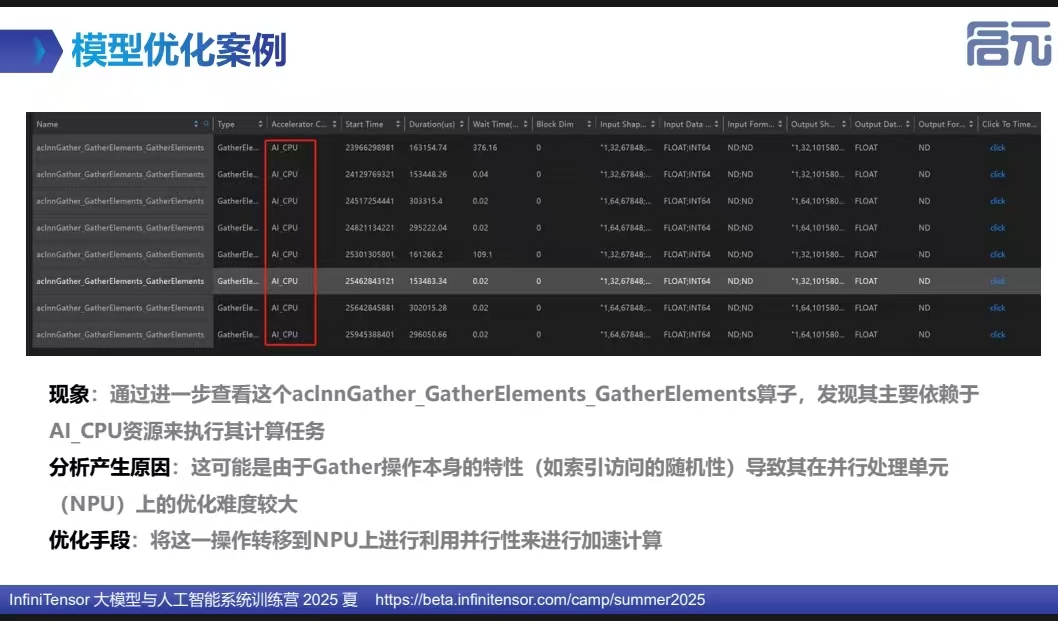 模型优化案例
启元
Name Type Accelerator C... Start Time Duration(us) Wait Time(... Block Dim Input Shap... Input Data ... Input Form... Output Sh... Output Dat... Output For... Click To Time...
aclnnGather_GatherElements_GatherElements GatherEle... AI_CPU 23966298981 163154.74 376.16 0 "1,32,67848;... FLOAT;INT64 ND;ND "1,32,101580... FLOAT ND click
aclnnGather_GatherElements_GatherElements GatherEle... AI_CPU 24129769321 153448.26 0.04 0 "1,32,67848;... FLOAT;INT64 ND;ND "1,32,101580... FLOAT ND click
aclnnGather_GatherElements_GatherElements GatherEle... AI_CPU 24517254441 303315.4 0.02 0 "1,64,67848;... FLOAT;INT64 ND;ND "1,64,101580... FLOAT ND click
aclnnGather_GatherElements_GatherElements GatherEle... AI_CPU 24821134221 295222.04 0.02 0 "1,64,67848;... FLOAT;INT64 ND;ND "1,64,101580... FLOAT ND click
aclnnGather_GatherElements_GatherElements GatherEle... AI_CPU 25301305801 161266.2 109.1 0 "1,32,67848;... FLOAT;INT64 ND;ND "1,32,101580... FLOAT ND click
aclnnGather_GatherElements_GatherElements GatherEle... AI_CPU 25462843121 153483.34 0.02 0 "1,32,67848;... FLOAT;INT64 ND;ND "1,32,101580... FLOAT ND click
aclnnGather_GatherElements_GatherElements GatherEle... AI_CPU 25642845881 302015.28 0.02 0 "1,64,67848;... FLOAT;INT64 ND;ND "1,64,101580... FLOAT ND click
aclnnGather_GatherElements_GatherElements GatherEle... AI_CPU 25945388401 296050.66 0.02 0 "1,64,67848;... FLOAT;INT64 ND;ND "1,64,101580... FLOAT ND click
现象：通过进一步查看这个aclnnGather_GatherElements_GatherElements算子，发现其主要依赖于
AI_CPU资源来执行其计算任务
分析产生原因：这可能是由于Gather操作本身的特性（如索引访问的随机性）导致其在并行处理单元
（NPU）上的优化难度较大
优化手段：将这一操作转移到NPU上进行利用并行性来进行加速计算
InfiniTensor 大模型与人工智能系统训练营 2025 夏 https://beta.infinitensor.com/camp/summer2025